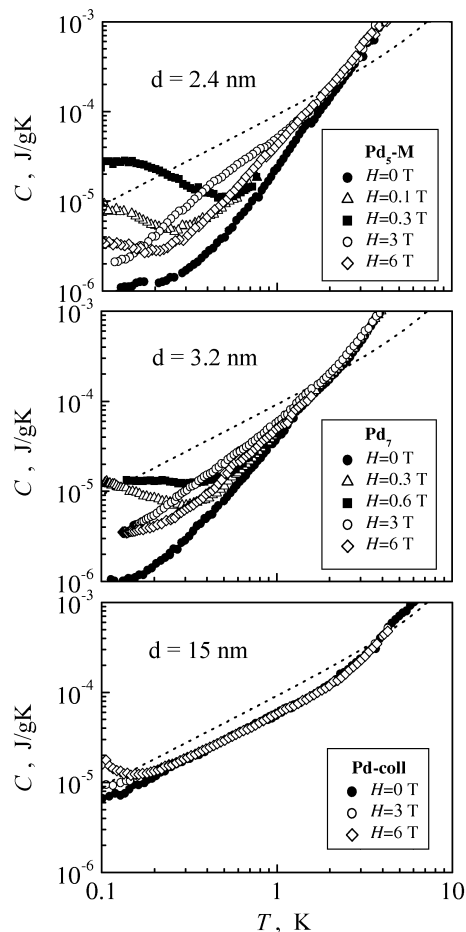 10⁻³
10⁻⁴
10⁻⁵
10⁻⁶
C , J/gK
d = 2.4 nm
Pd₅-M
H=0 T
H=0.1 T
H=0.3 T
H=3 T
H=6 T
10⁻³
10⁻⁴
10⁻⁵
10⁻⁶
C , J/gK
d = 3.2 nm
Pd₇
H=0 T
H=0.3 T
H=0.6 T
H=3 T
H=6 T
10⁻³
10⁻⁴
10⁻⁵
10⁻⁶
C , J/gK
d = 15 nm
Pd-coll
H=0 T
H=3 T
H=6 T
0.1 1 10
T , K